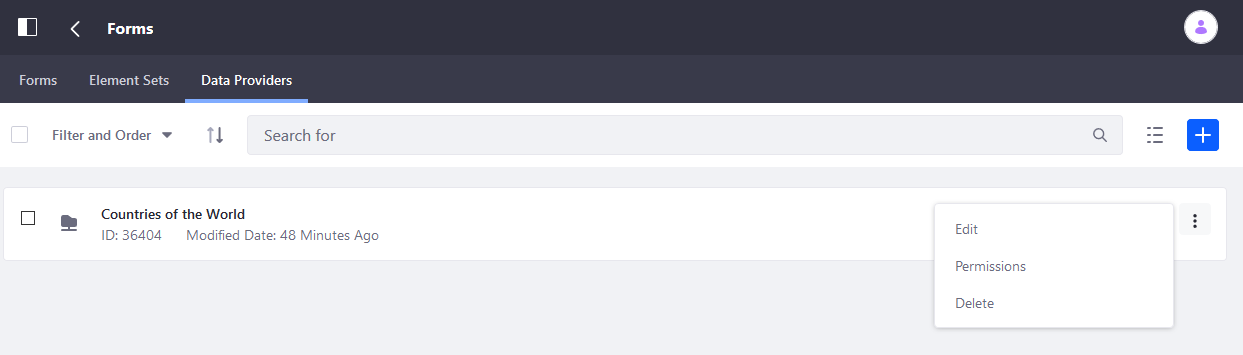 Forms
Forms Element Sets Data Providers
Filter and Order Search for
Countries of the World
ID: 36404 Modified Date: 48 Minutes Ago
Edit
Permissions
Delete